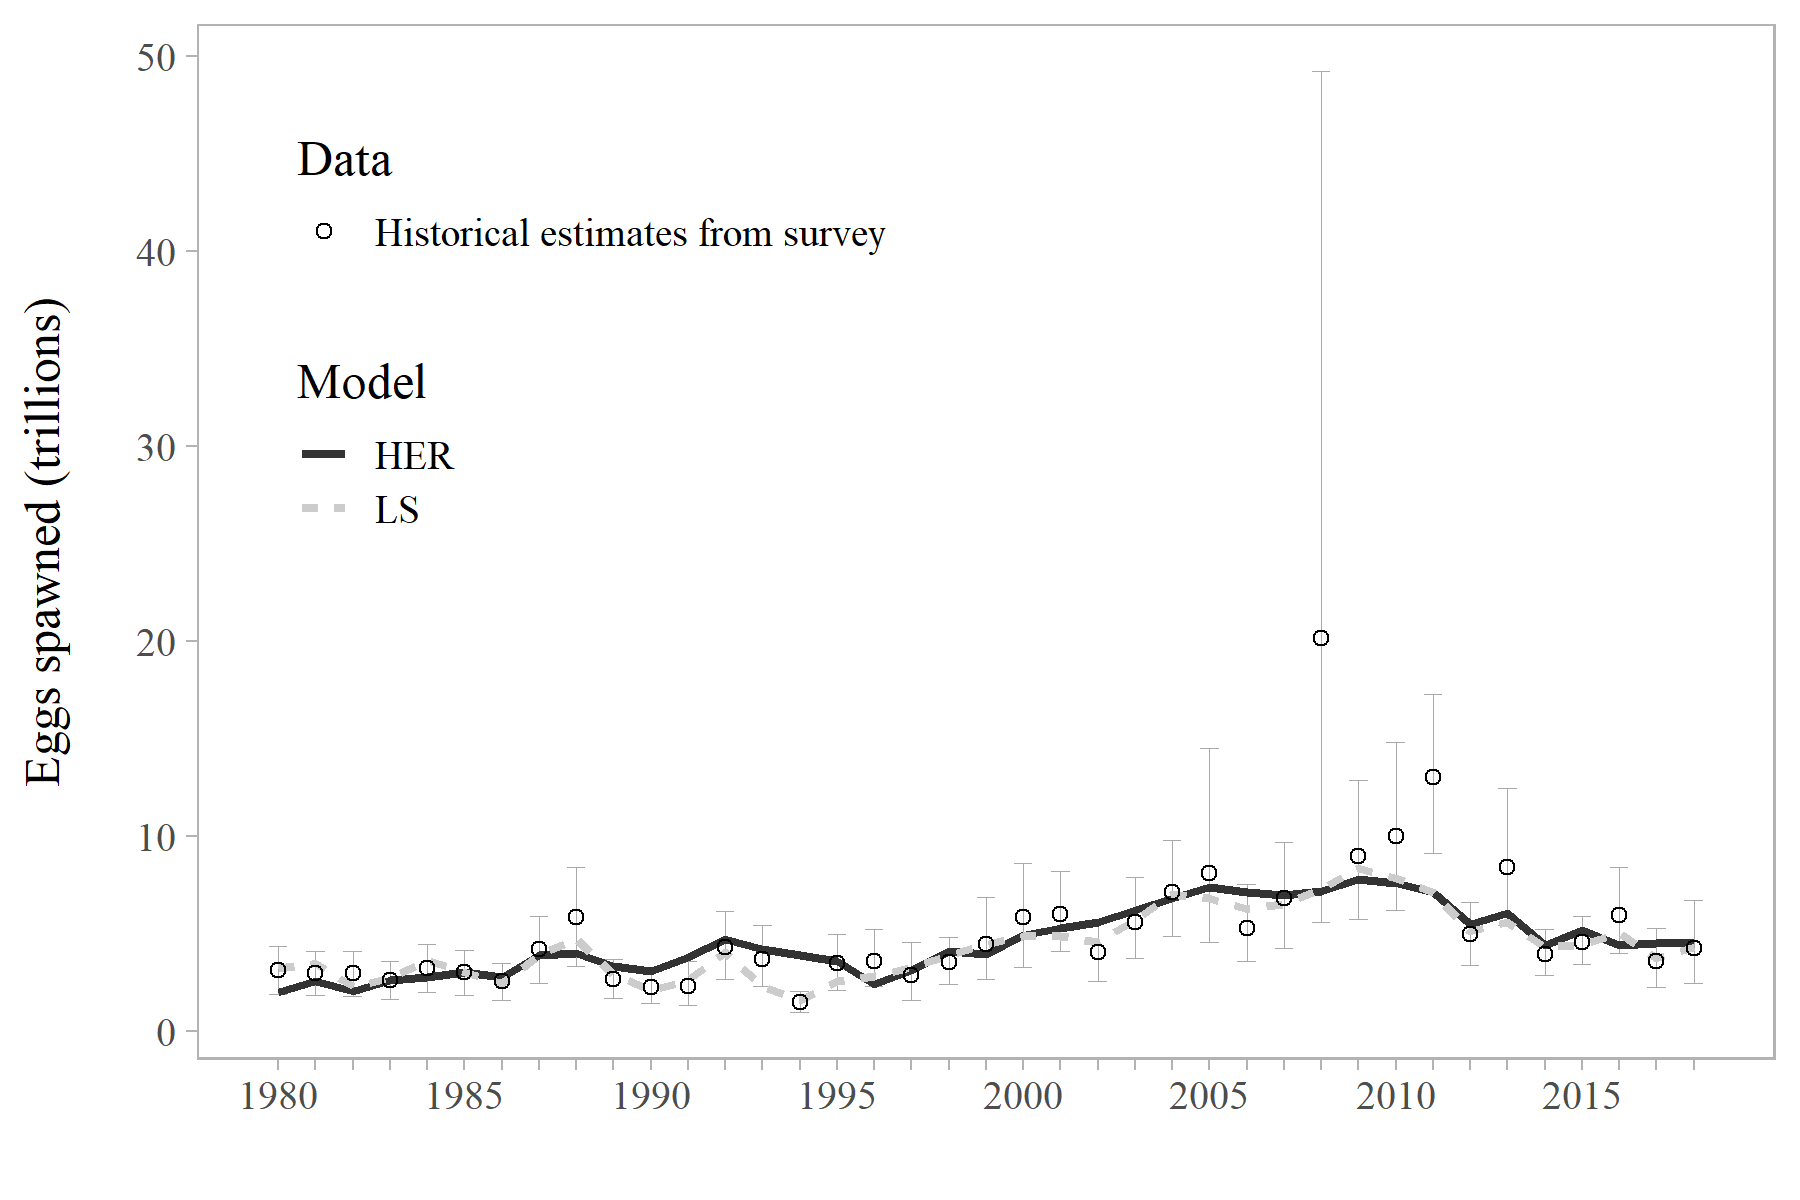 50
40
30
20
10
0
Eggs spawned (trillions)
Data
Historical estimates from survey
Model
HER
LS
1980 1985 1990 1995 2000 2005 2010 2015